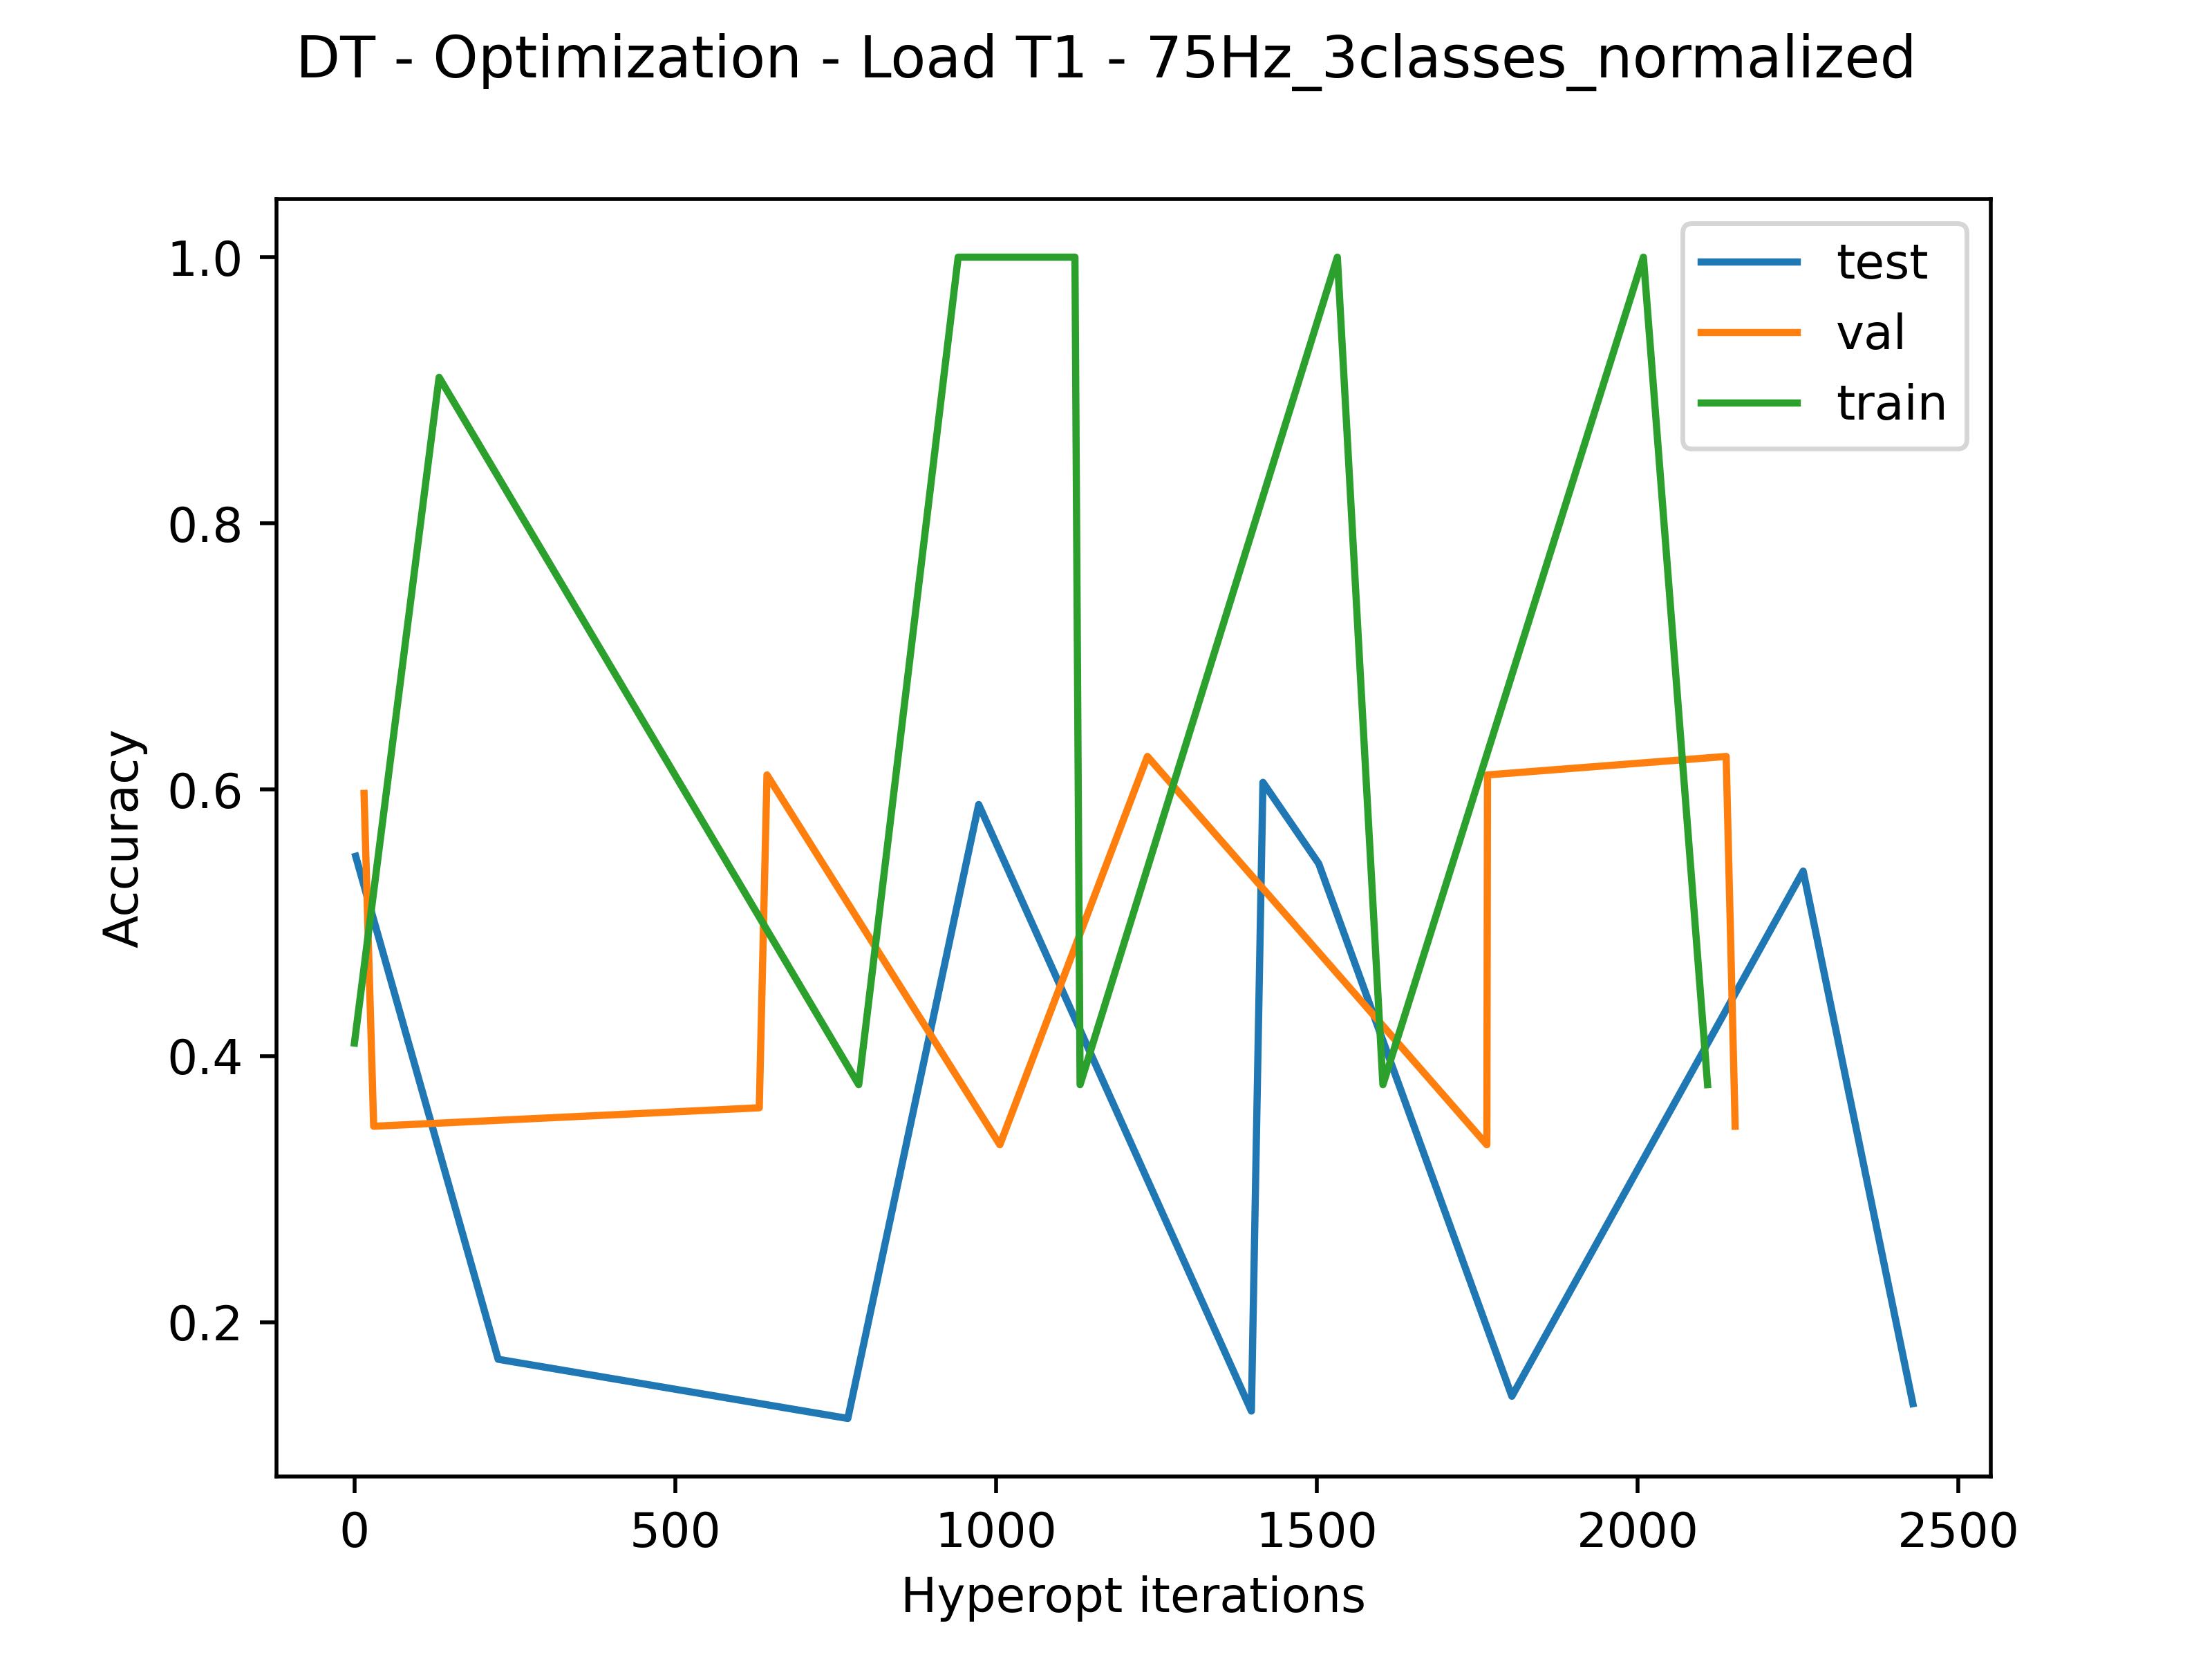 DT - Optimization - Load T1 - 75Hz_3classes_normalized
1.0
0.8
0.6
0.4
0.2
Accuracy
0
500
1000
1500
2000
2500
Hyperopt iterations
test
val
train